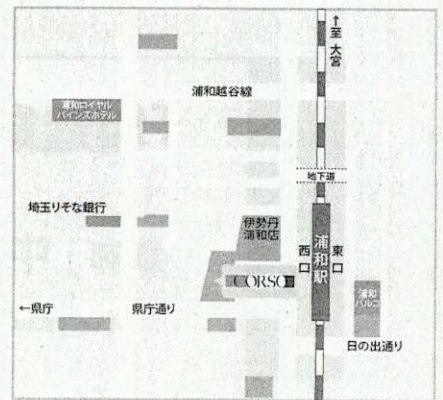 ↑至 大宮
浦和越谷線
浦和ロイヤル
パインズホテル
地下道
埼玉りそな銀行
伊勢丹
浦和店
西口
浦和駅
東口
CORSO
浦和
パルコ
←県庁
県庁通り
日の出通り